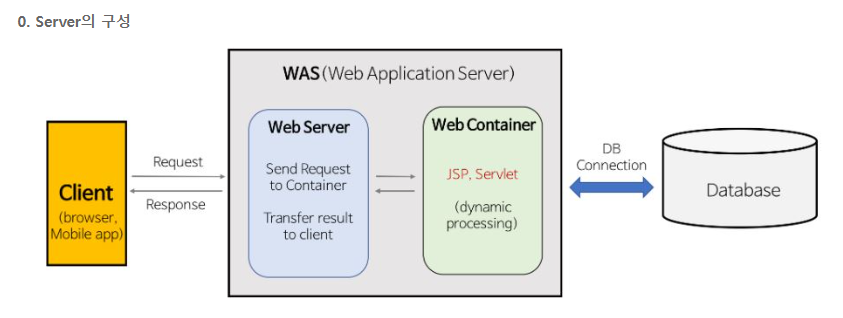 0. Server의 구성
WAS(Web Application Server)
Client
(browser,
Mobile app)
Request
Response
Web Server
Send Request
to Container
Transfer result
to client
Web Container
JSP, Servlet
(dynamic
processing)
DB
Connection
Database